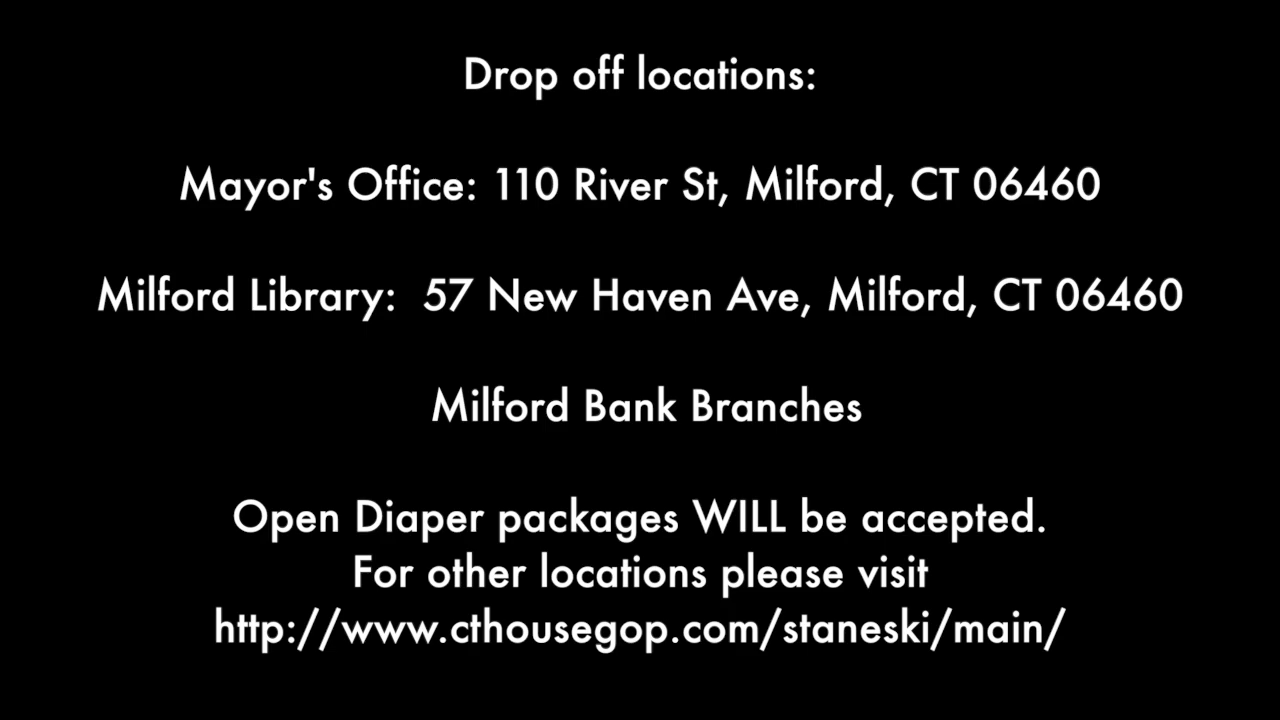 Drop off locations:
Mayor's Office: 110 River St, Milford, CT 06460
Milford Library:  57 New Haven Ave, Milford, CT 06460
Milford Bank Branches
Open Diaper packages WILL be accepted.
For other locations please visit
http://www.cthousegop.com/staneski/main/